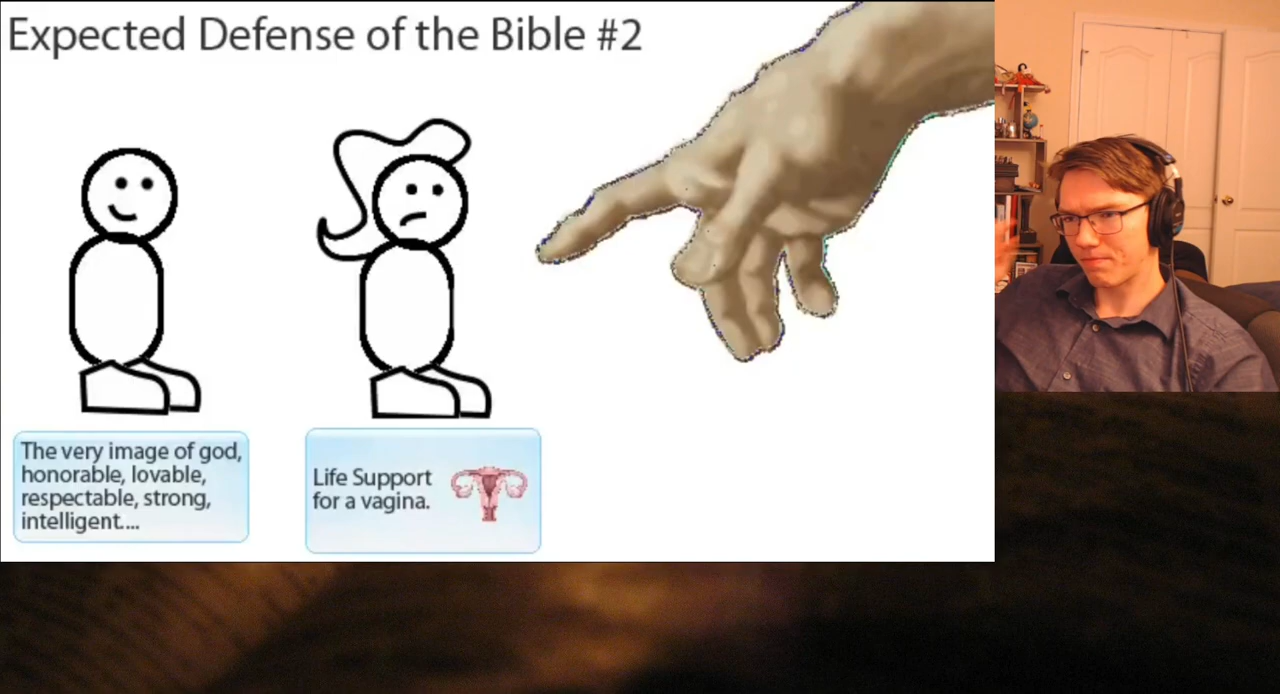 Expected Defense of the Bible #2
The very image of god,
honorable, lovable,
respectable, strong,
intelligent....
Life Support
for a vagina.